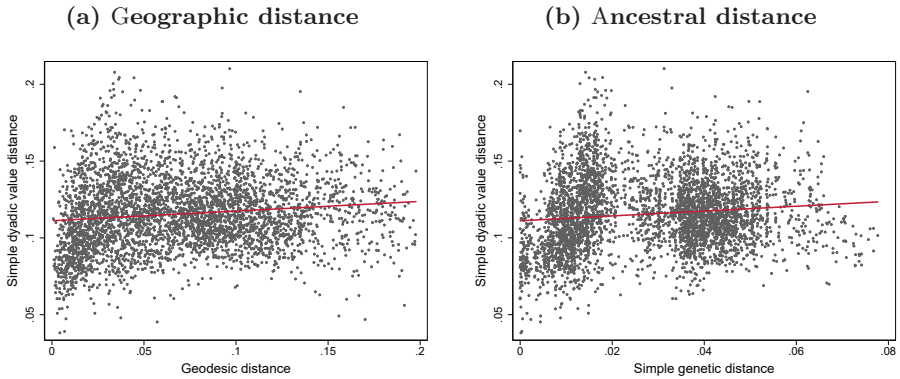 (a) Geographic distance
Simple dyadic value distance
.2
.15
.1
.05
0 .05 .1 .15 .2
Geodesic distance
(b) Ancestral distance
Simple dyadic value distance
.2
.15
.1
.05
0 .02 .04 .06 .08
Simple genetic distance